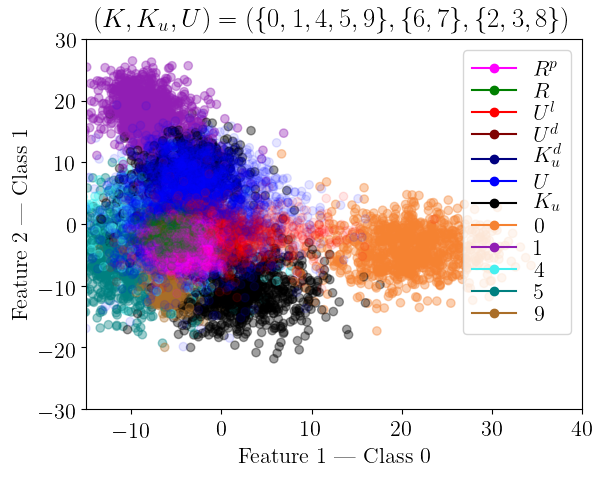 (K, K_u, U) = ({0, 1, 4, 5, 9}, {6, 7}, {2, 3, 8})
30
20
10
0
−10
−20
−30
Feature 2 — Class 1
R^p
R
U^l
U^d
K_u^d
U
K_u
0
1
4
5
9
−10
0
10
20
30
40
Feature 1 — Class 0